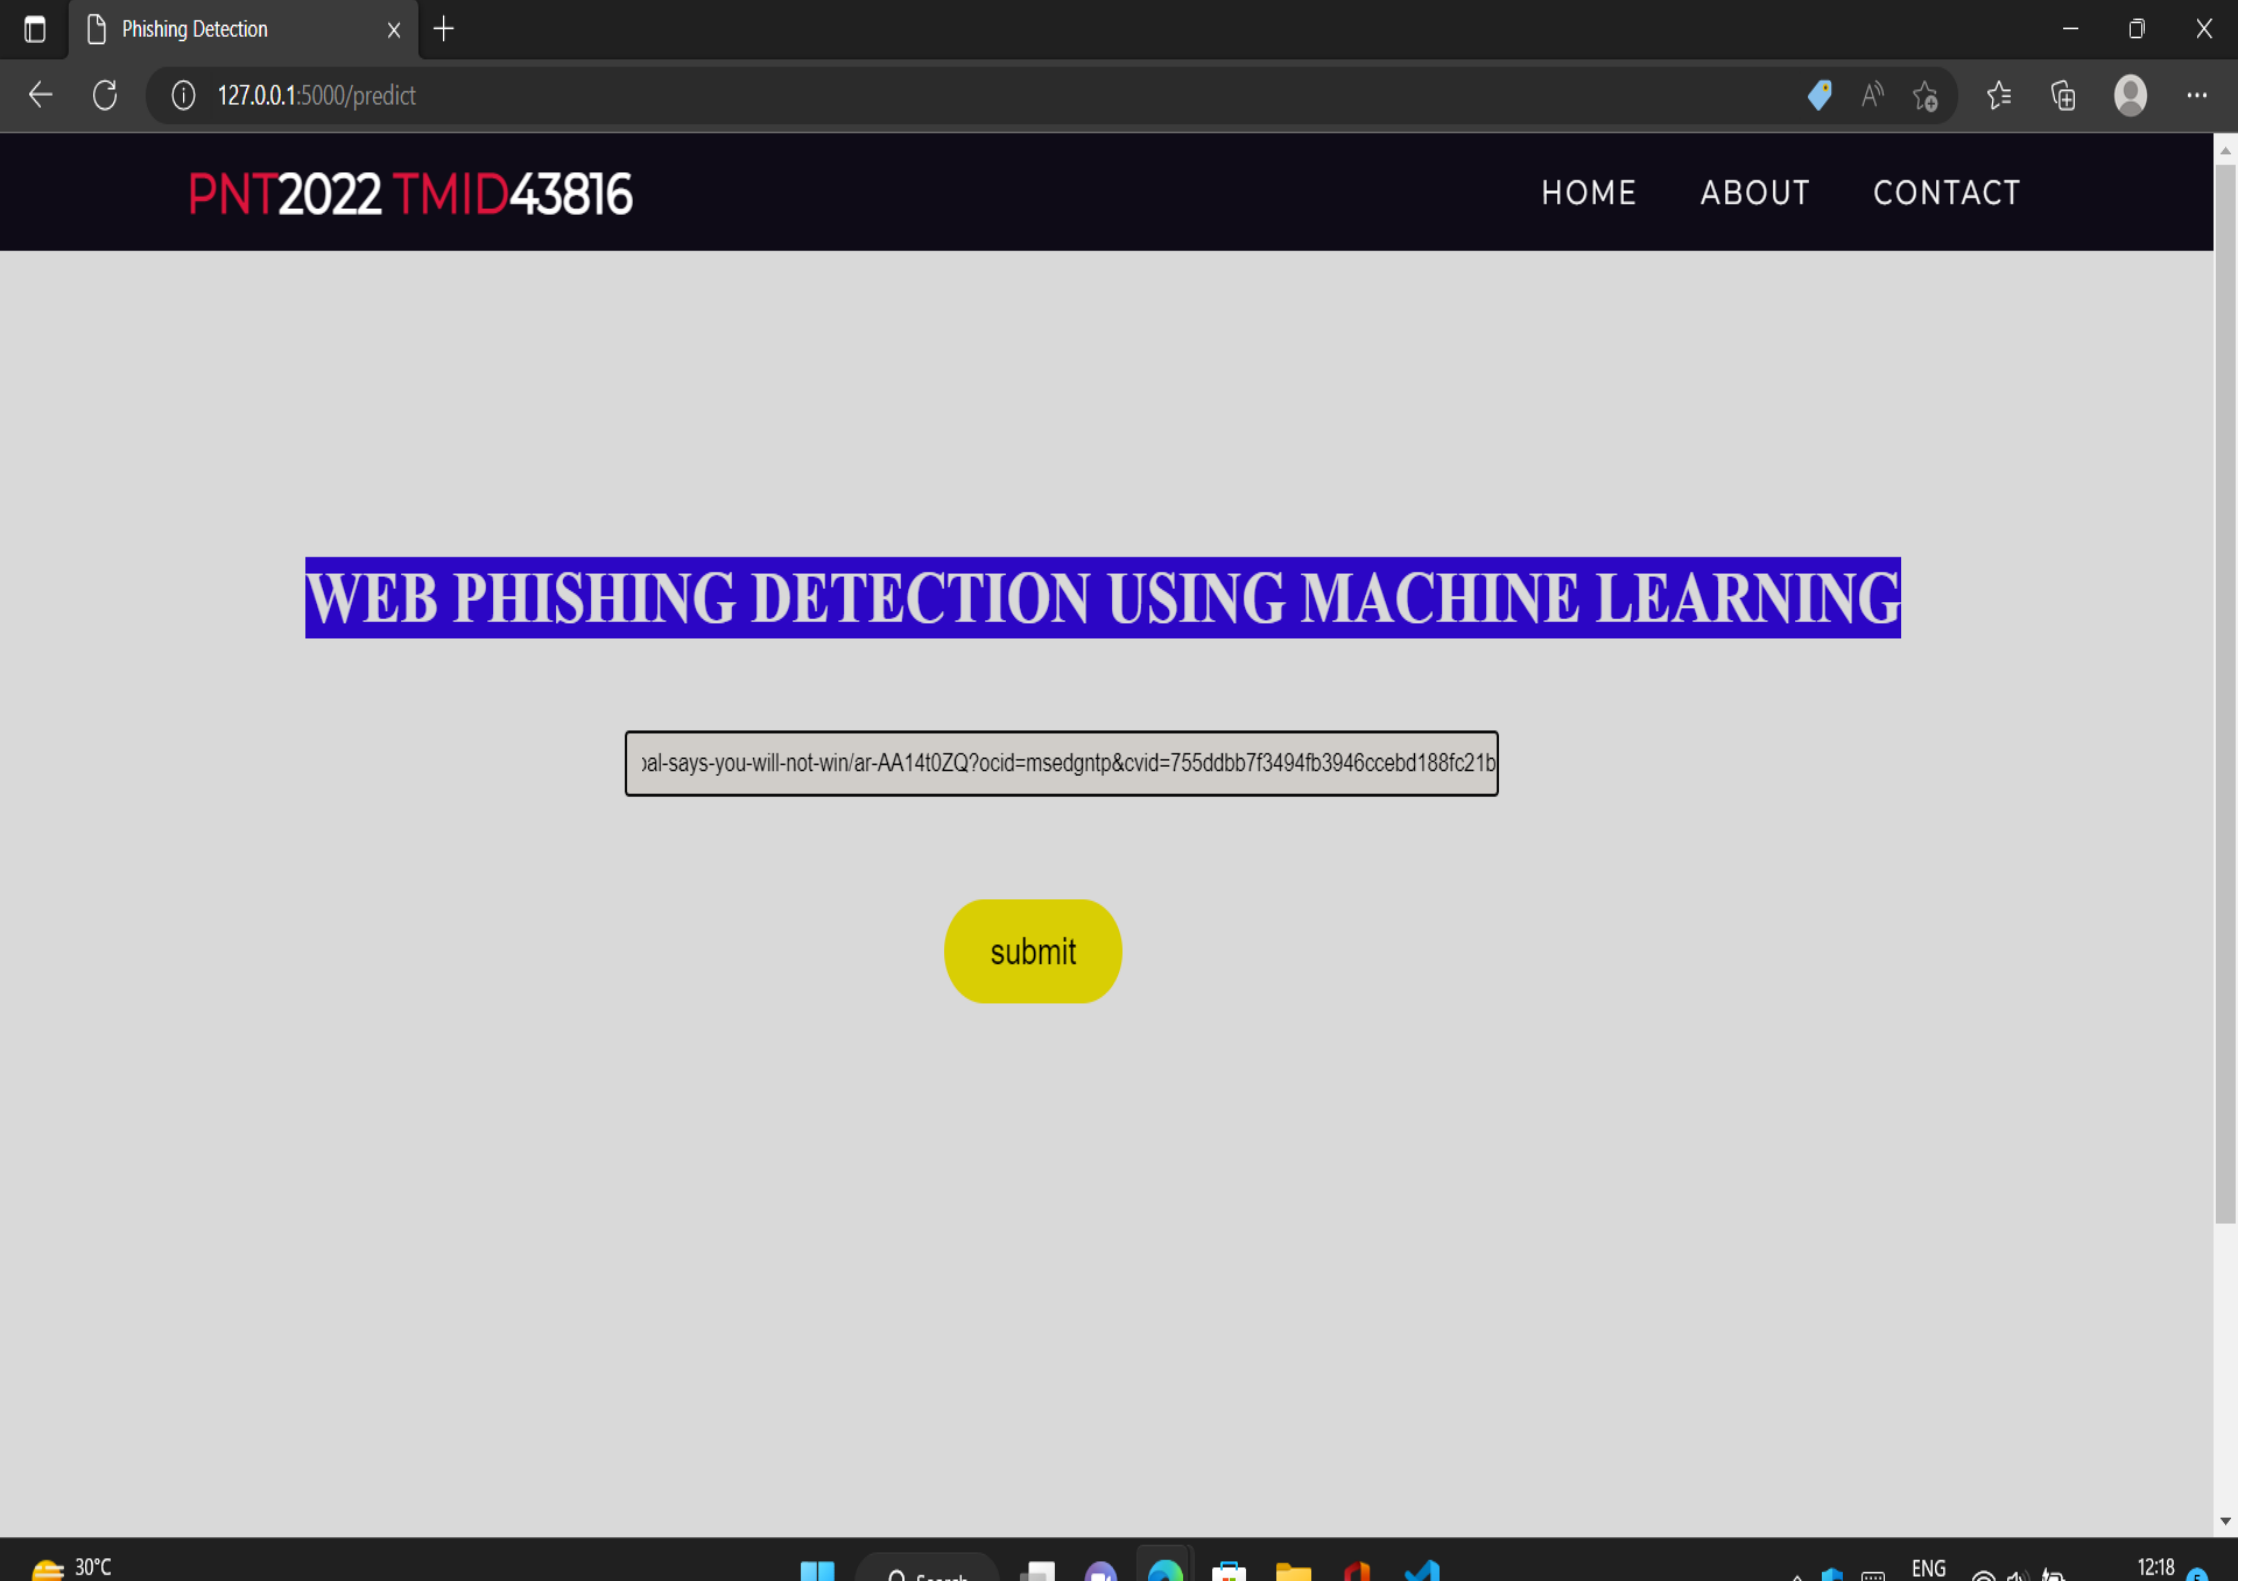 Phishing Detection
127.0.0.1:5000/predict
PNT2022 TMID43816
HOME ABOUT CONTACT
WEB PHISHING DETECTION USING MACHINE LEARNING
-says-you-will-not-win/ar-AA14t0ZQ?ocid=msedgntp&cvid=755ddbb7f3494fb3946ccebd188fc21b
submit
30°C
Search
ENG
12:18